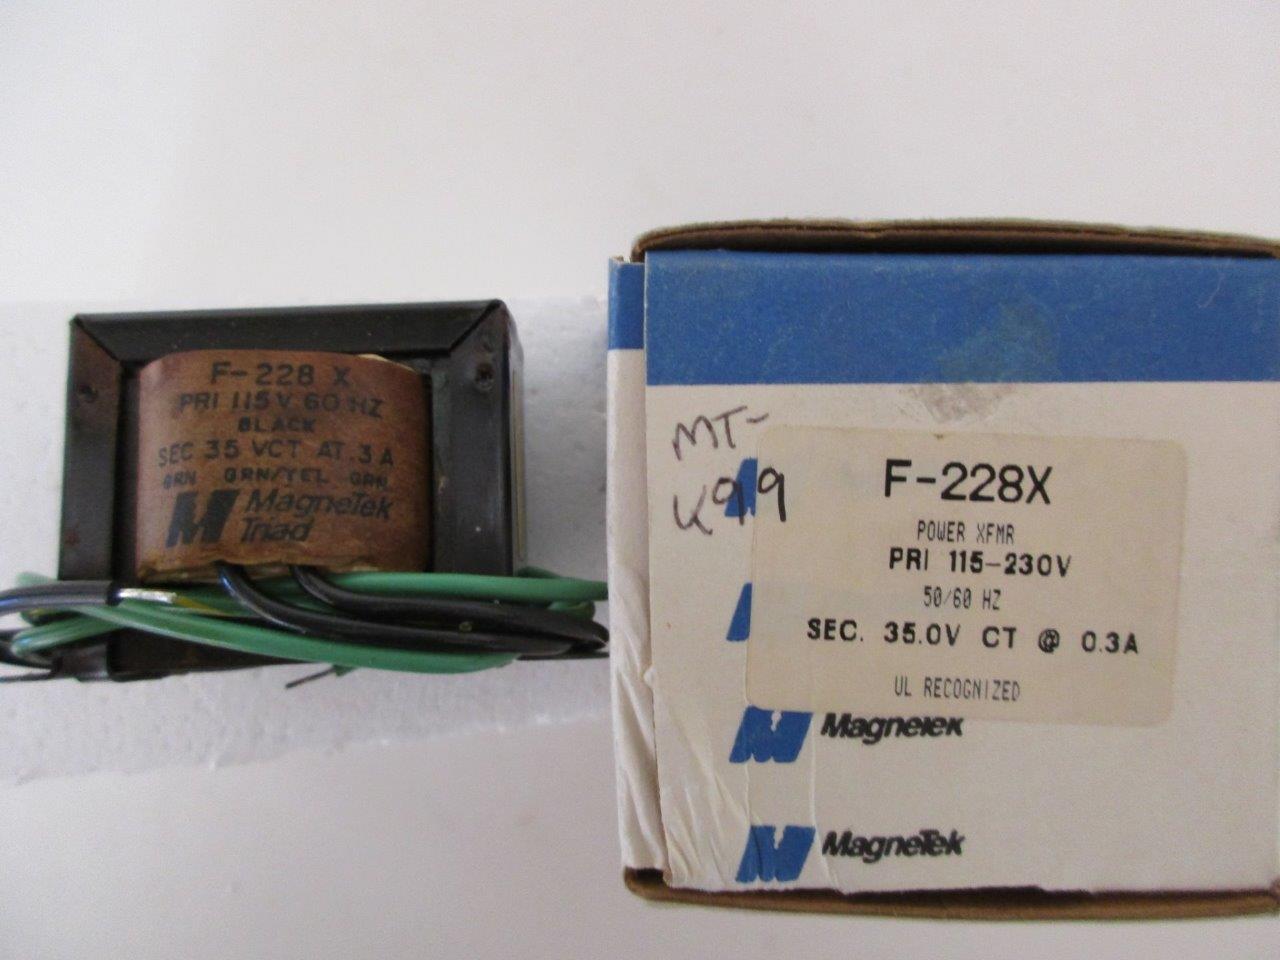 F-228 X
PRI 115 V 60 HZ
BLACK
SEC 35 VCT AT .3 A
GRN GRN/YEL GRN
MagneTek
Triad
MT-
K99
F-228X
POWER XFMR
PRI 115-230V
50/60 HZ
SEC. 35.0V CT @ 0.3A
UL RECOGNIZED
MagneTek
MagneTek